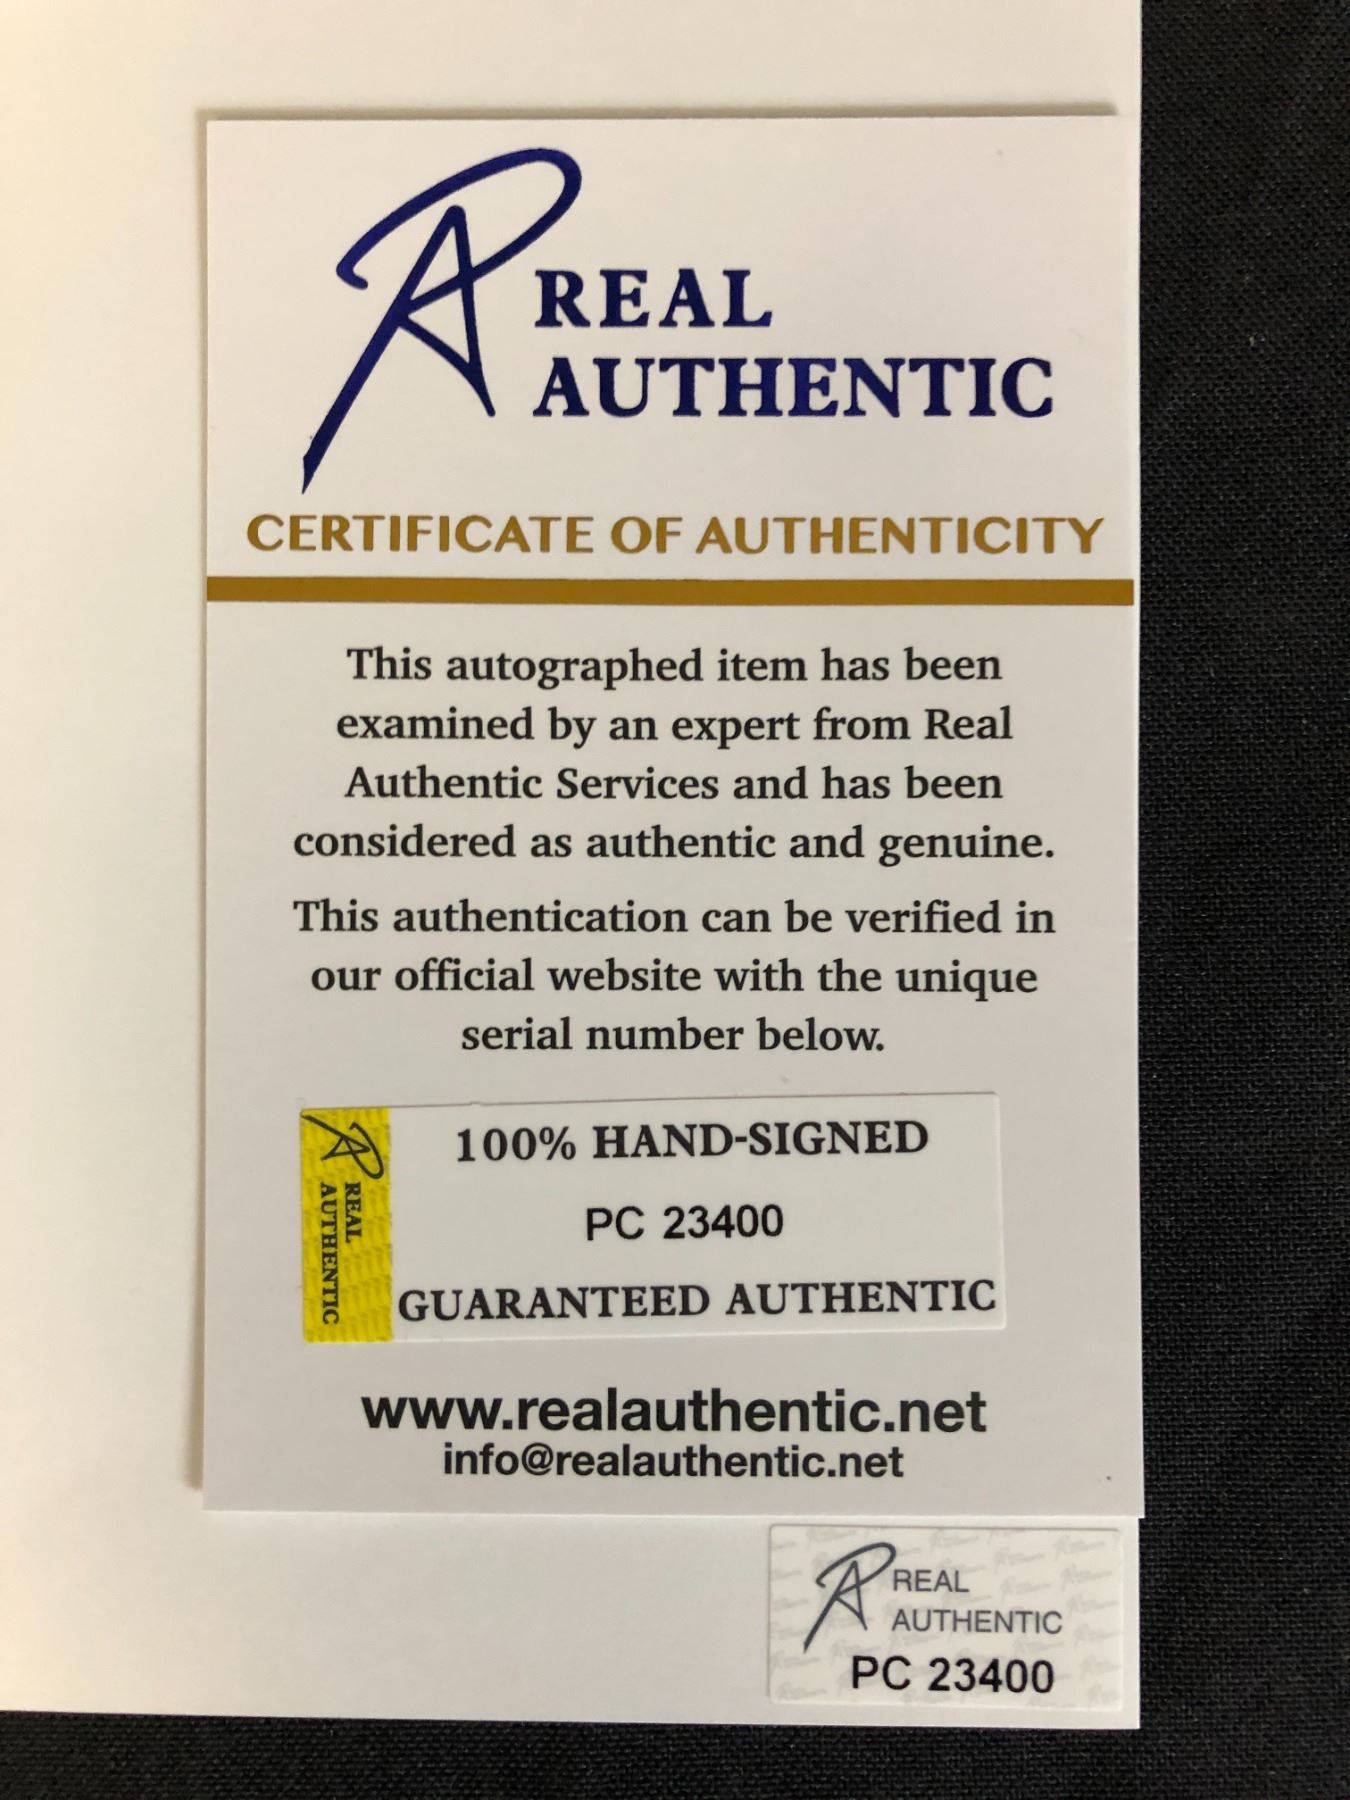 REAL
AUTHENTIC
CERTIFICATE OF AUTHENTICITY
This autographed item has been
examined by an expert from Real
Authentic Services and has been
considered as authentic and genuine.
This authentication can be verified in
our official website with the unique
serial number below.
REAL
AUTHENTIC
100% HAND-SIGNED
PC 23400
GUARANTEED AUTHENTIC
www.realauthentic.net
info@realauthentic.net
REAL
AUTHENTIC
PC 23400